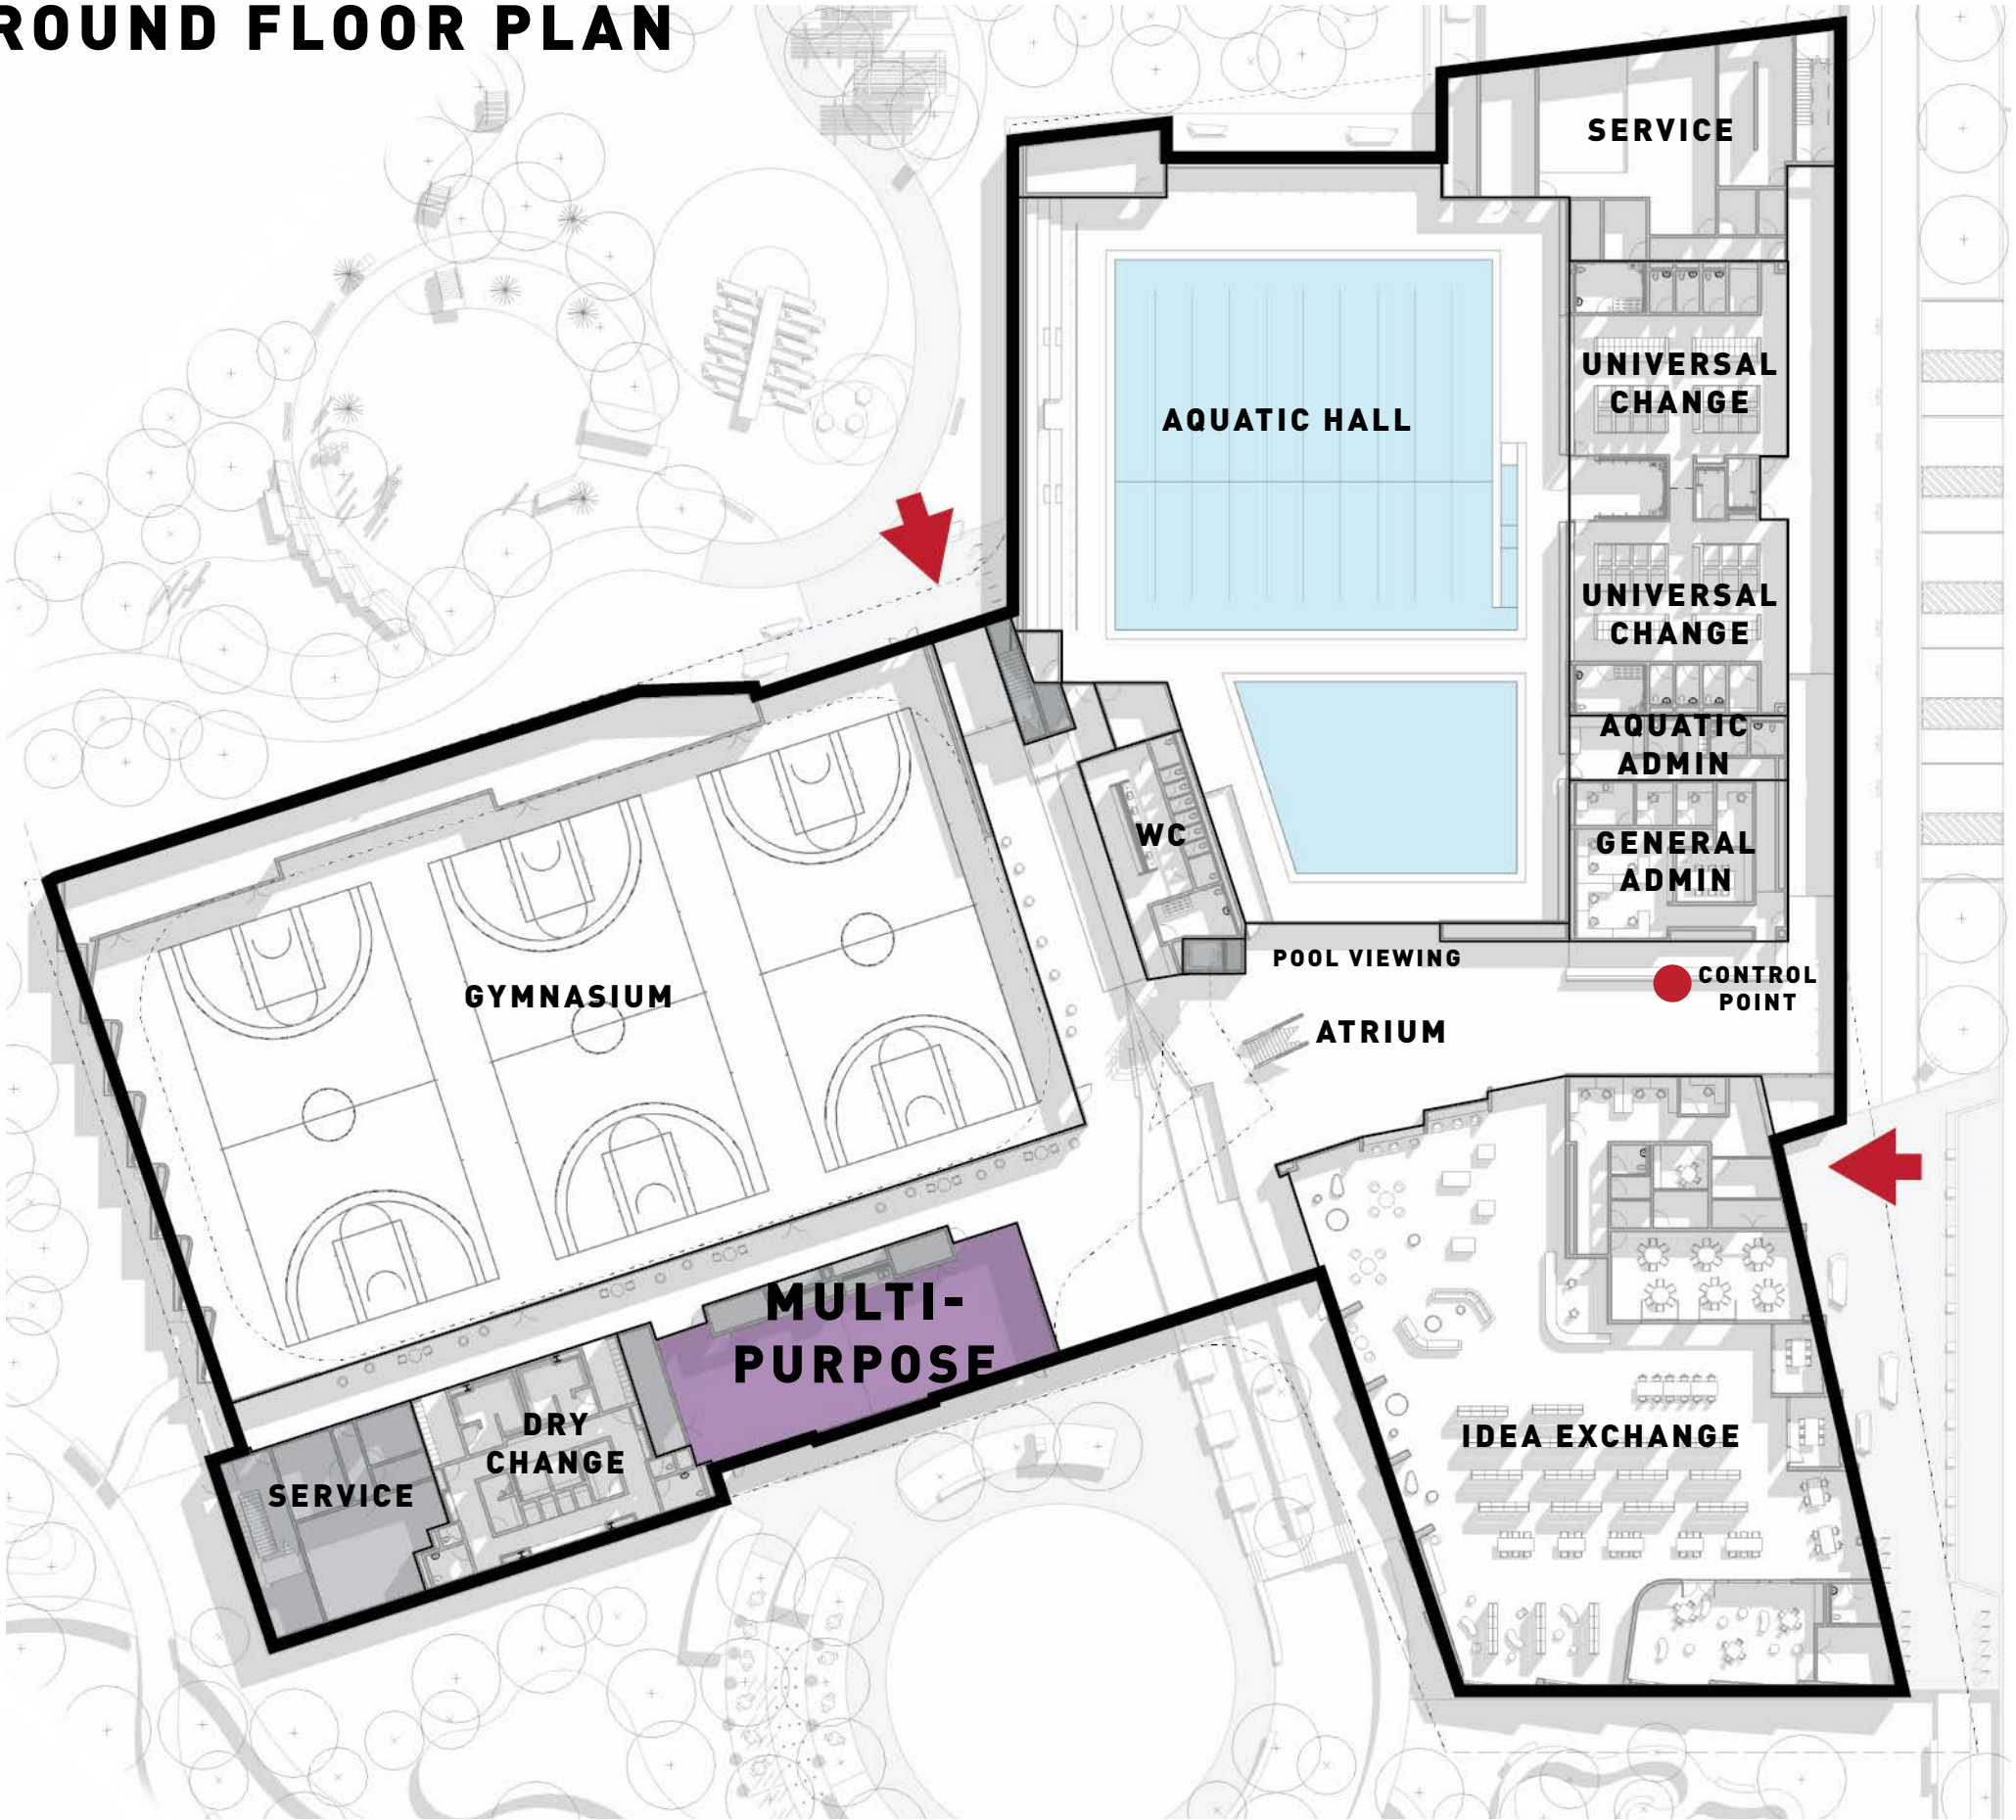 ROUND FLOOR PLAN
SERVICE
UNIVERSAL
CHANGE
AQUATIC HALL
UNIVERSAL
CHANGE
AQUATIC
ADMIN
WC
GENERAL
ADMIN
POOL VIEWING
CONTROL
POINT
GYMNASIUM
ATRIUM
MULTI-
PURPOSE
DRY
CHANGE
IDEA EXCHANGE
SERVICE